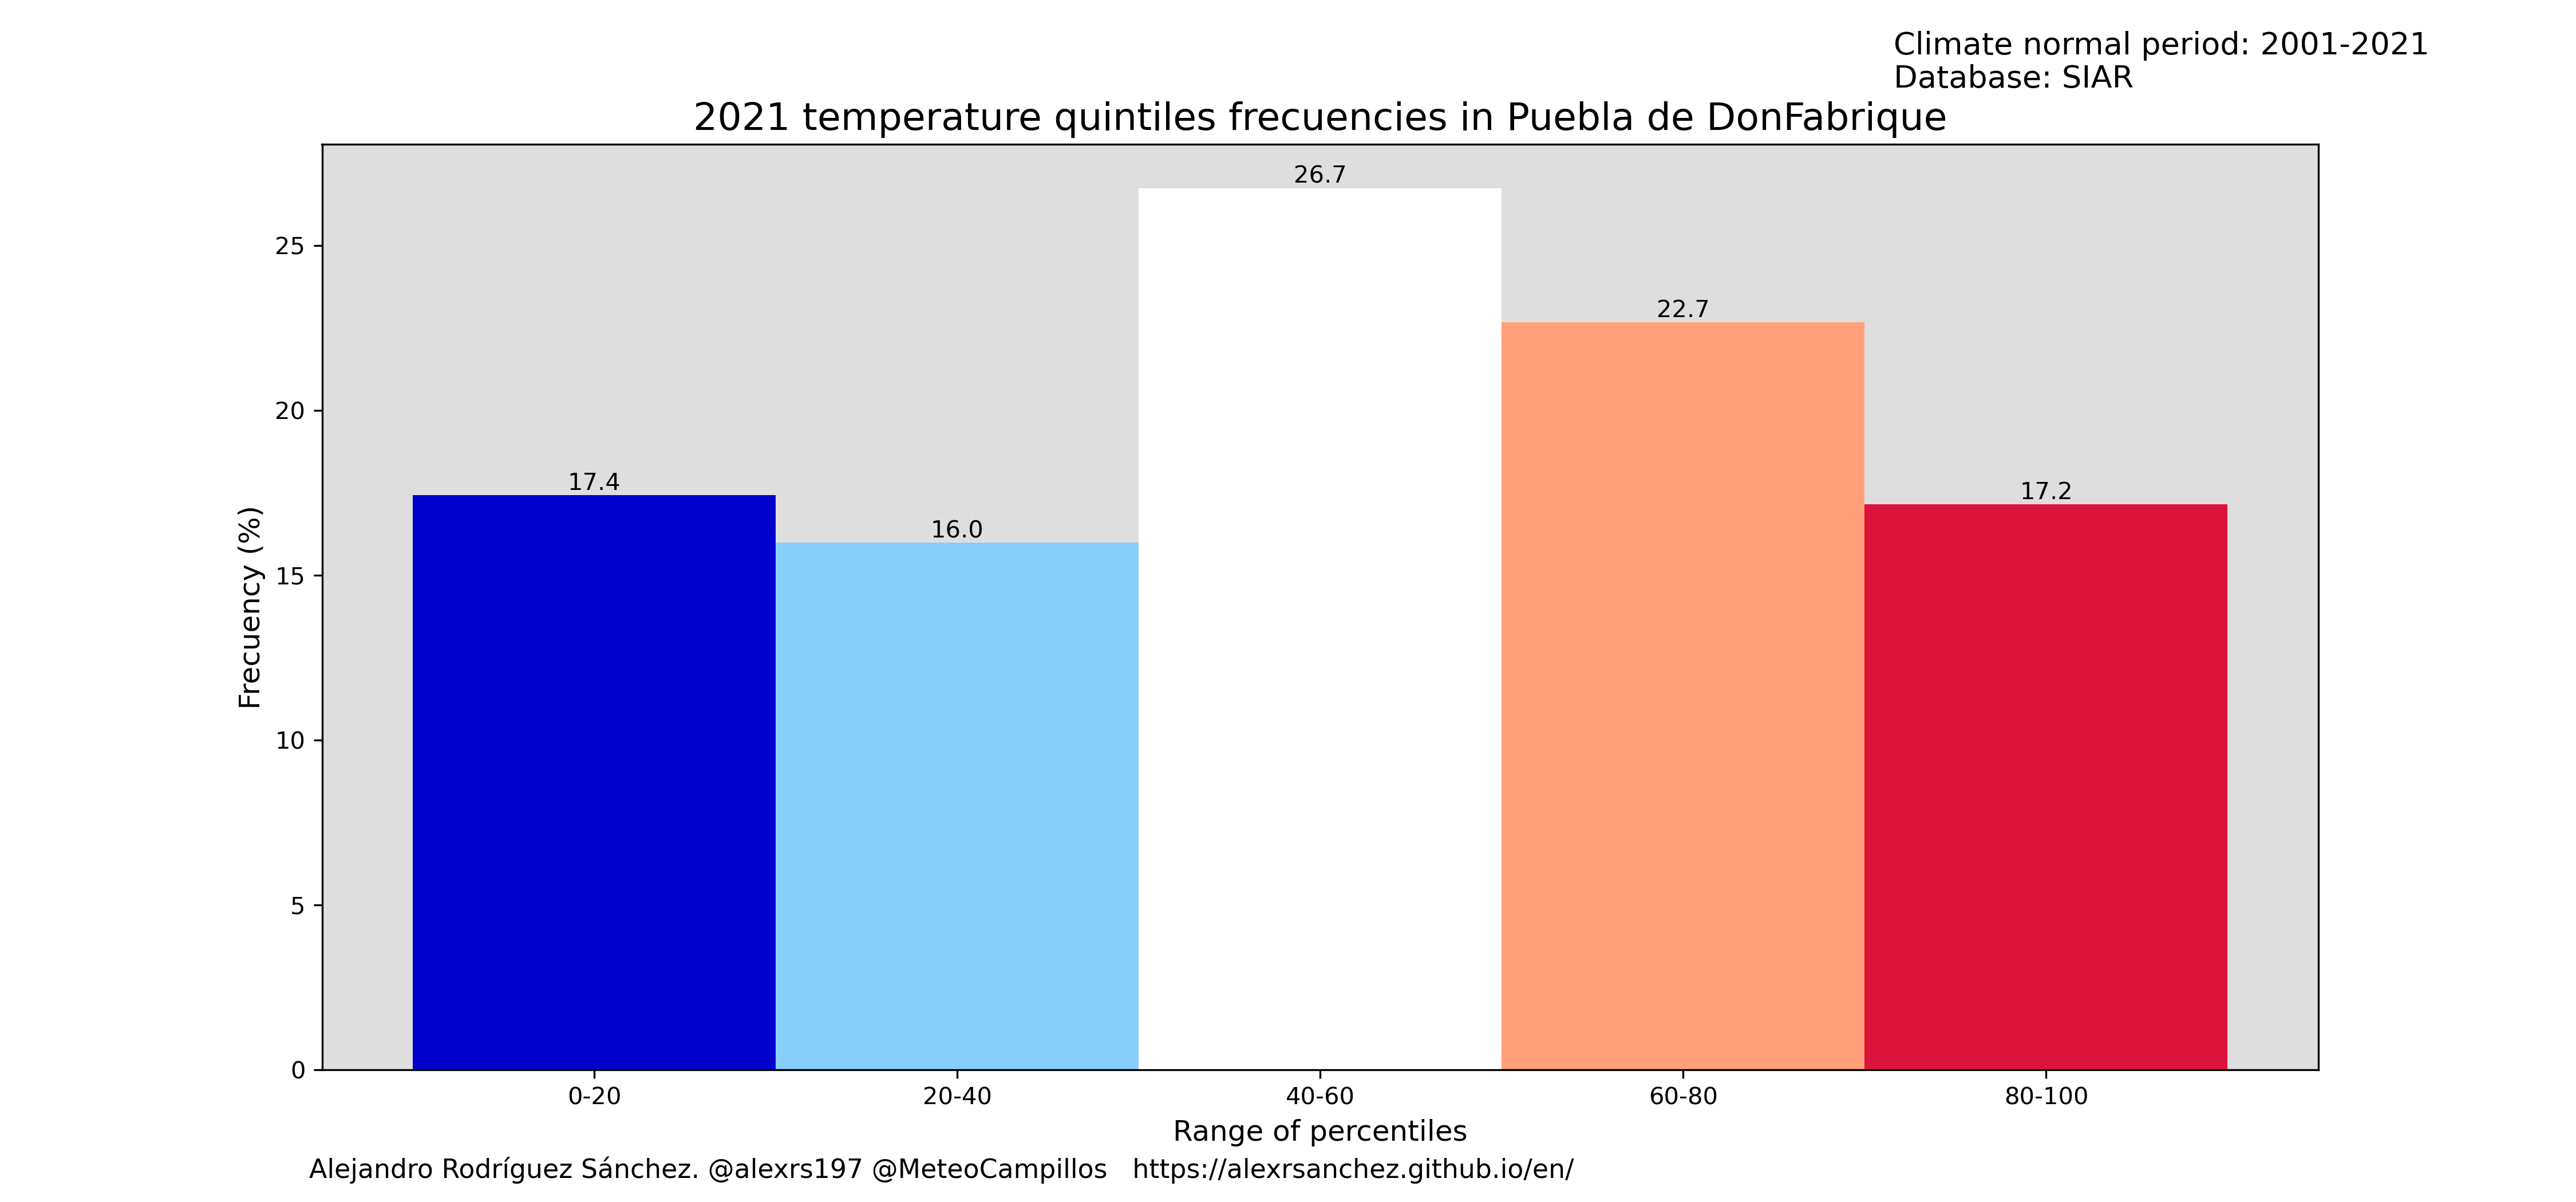 Climate normal period: 2001-2021
Database: SIAR
2021 temperature quintiles frecuencies in Puebla de DonFabrique
26.7
25
22.7
20
17.4
17.2
16.0
Frecuency (%)
15
10
5
0
0-20 20-40 40-60 60-80 80-100
Range of percentiles
Alejandro Rodríguez Sánchez. @alexrs197 @MeteoCampillos https://alexrsanchez.github.io/en/